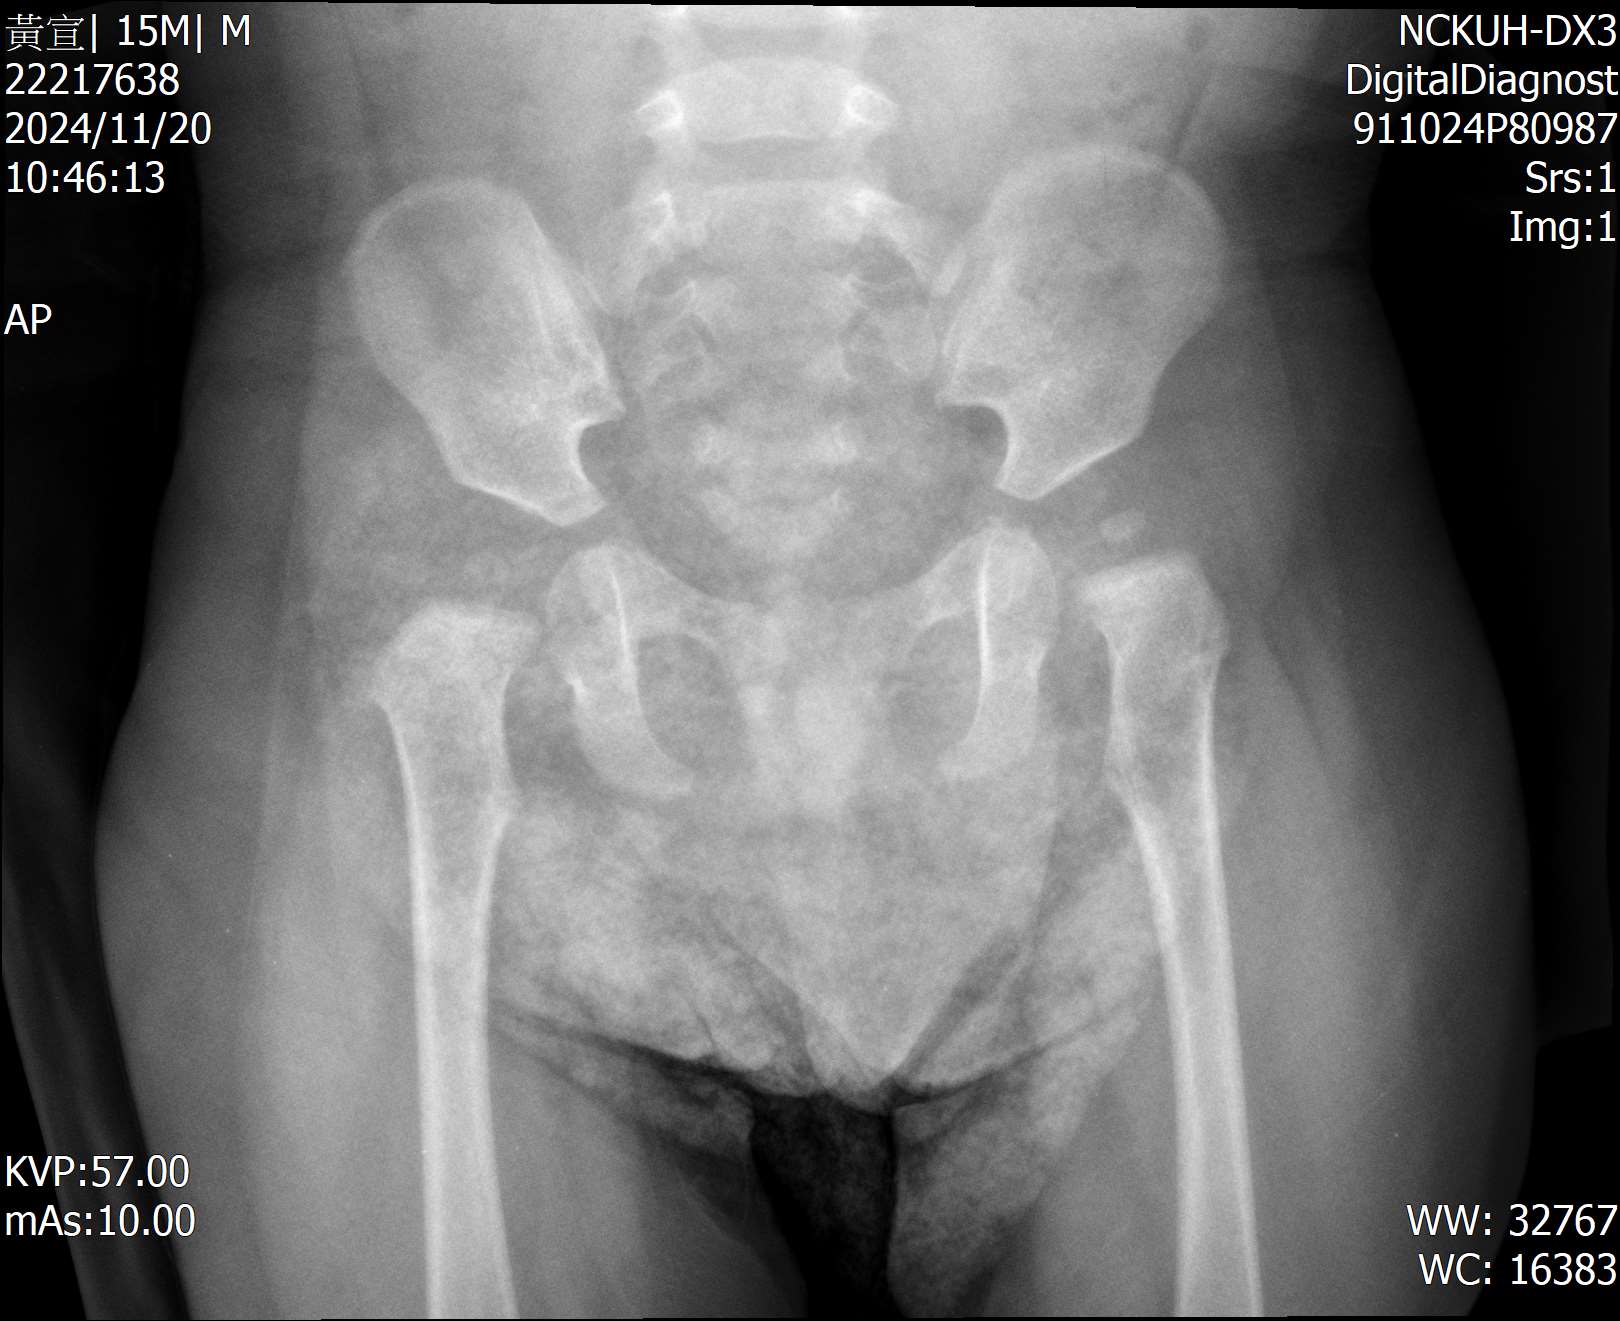 黃宣| 15M| M
22217638
2024/11/20
10:46:13
AP
NCKUH-DX3
DigitalDiagnost
911024P80987
Srs:1
Img:1
KVP:57.00
mAs:10.00
WW: 32767
WC: 16383